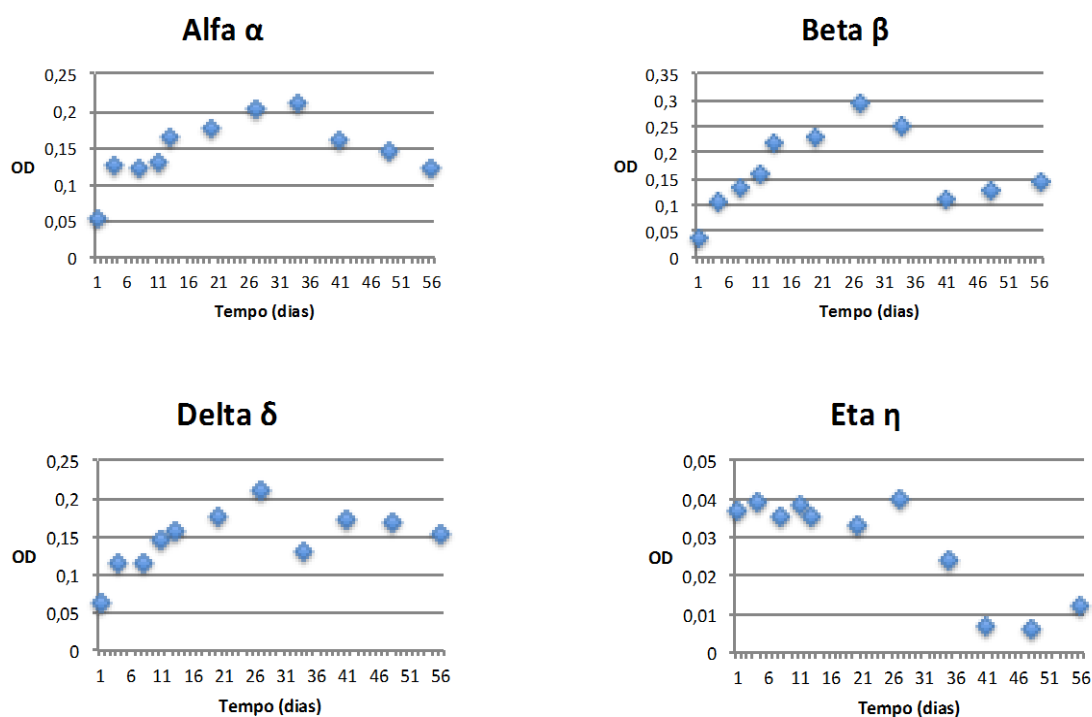 Alfa α
0,25
0,2
0,15
OD
0,1
0,05
0
1 6 11 16 21 26 31 36 41 46 51 56
Tempo (dias)
Beta β
0,35
0,3
0,25
0,2
OD
0,15
0,1
0,05
0
1 6 11 16 21 26 31 36 41 46 51 56
Tempo (dias)
Delta δ
0,25
0,2
0,15
OD
0,1
0,05
0
1 6 11 16 21 26 31 36 41 46 51 56
Tempo (dias)
Eta η
0,05
0,04
0,03
OD
0,02
0,01
0
1 6 11 16 21 26 31 36 41 46 51 56
Tempo (dias)